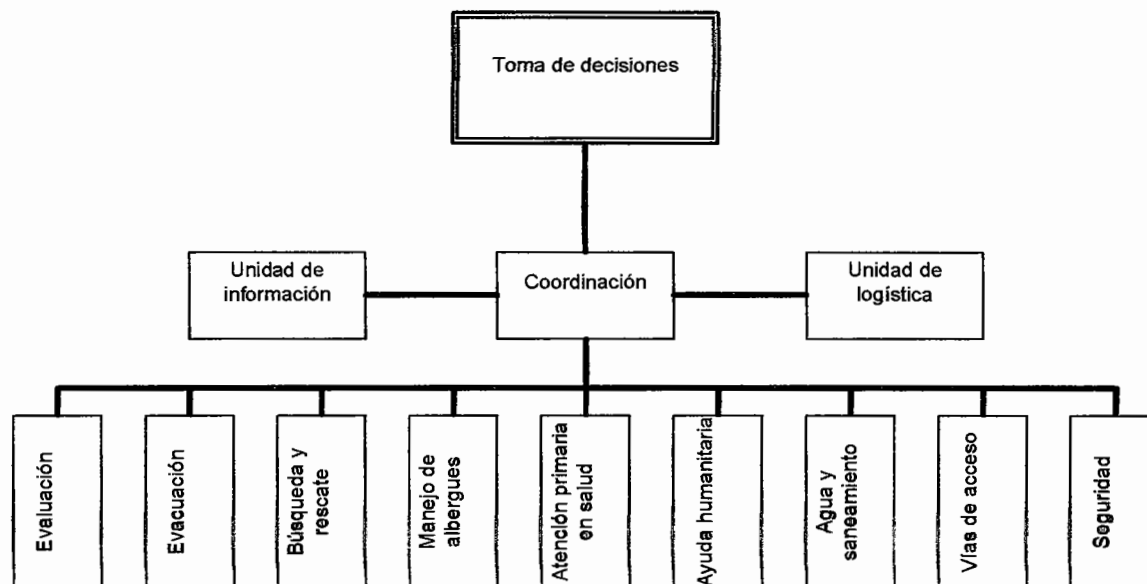 Toma de decisiones
Unidad de
información
Coordinación
Unidad de
logística
Evaluación
Evacuación
Búsqueda y
rescate
Manejo de
albergues
Atención primaria
en salud
Ayuda humanitaria
Agua y
saneamiento
Vías de acceso
Seguridad